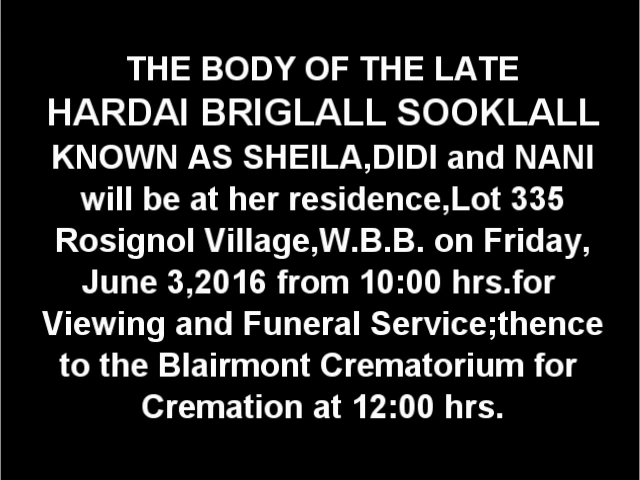 THE BODY OF THE LATE
HARDAI BRIGLALL SOOKLALL
KNOWN AS SHEILA,DIDI and NANI
will be at her residence,Lot 335
Rosignol Village,W.B.B. on Friday,
June 3,2016 from 10:00 hrs.for
Viewing and Funeral Service;thence
to the Blairmont Crematorium for
Cremation at 12:00 hrs.